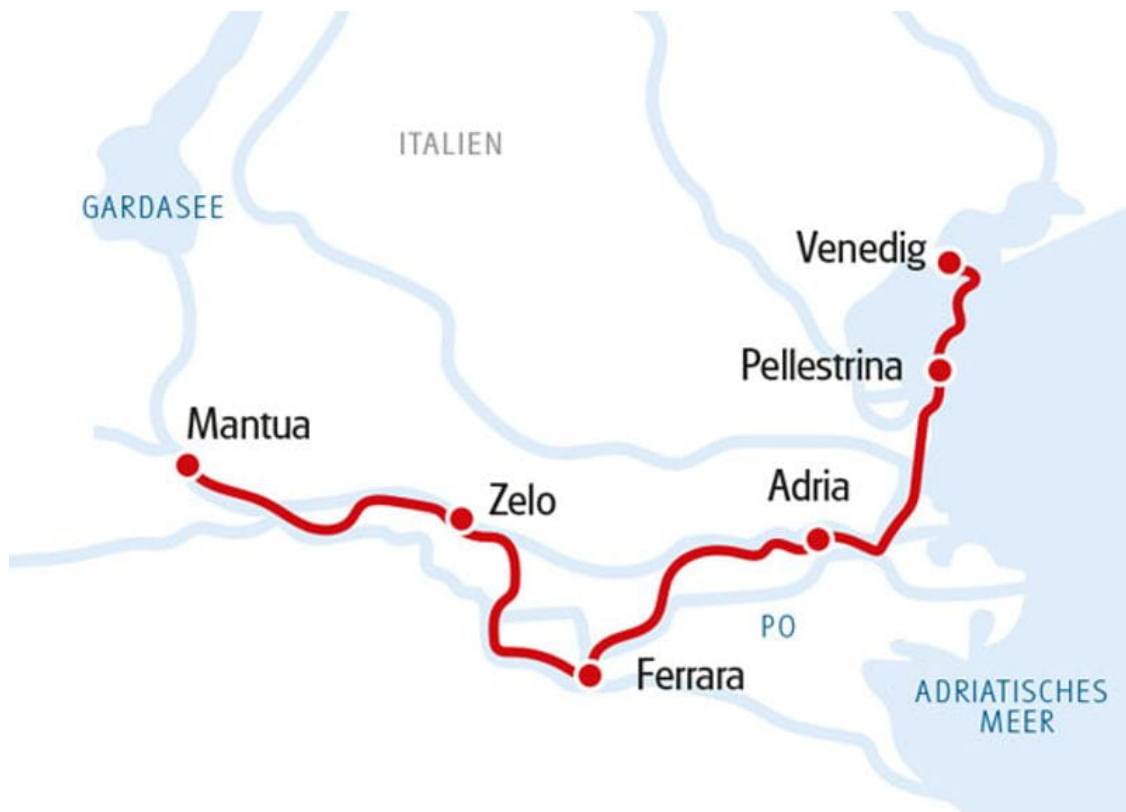 ITALIEN
GARDASEE
Venedig
Pellestrina
Mantua
Zelo
Adria
PO
Ferrara
ADRIATISCHES
MEER